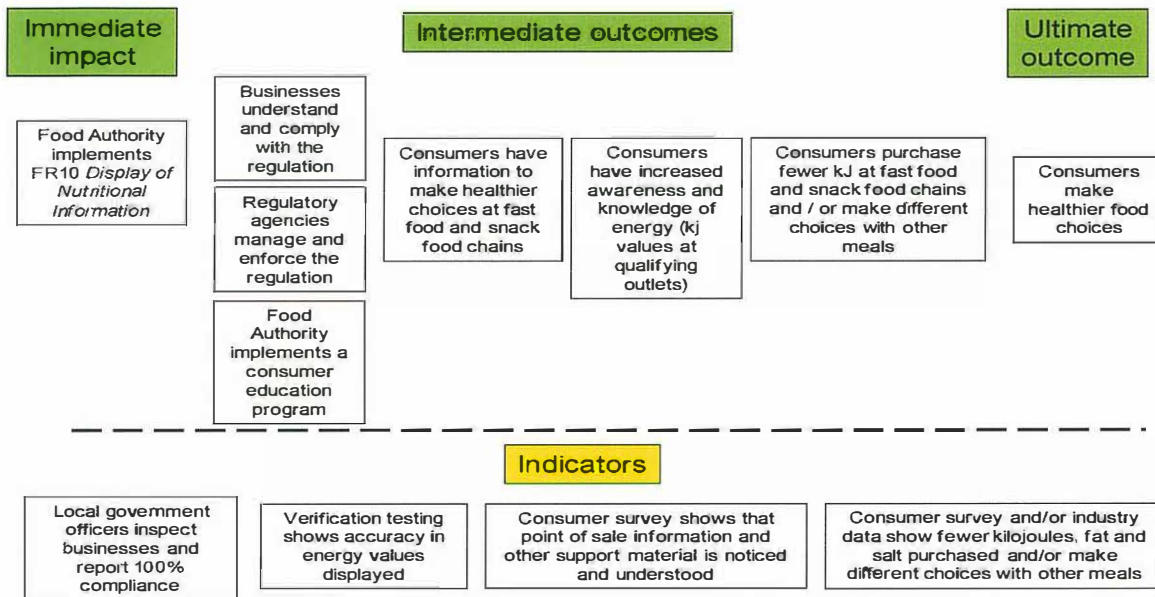 Immediate
impact
Intermediate outcomes
Ultimate
outcome
Food Authority
implements
FR10 Display of
Nutritional
Information
Businesses
understand
and comply
with the
regulation
Regulatory
agencies
manage and
enforce the
regulation
Food
Authority
implements a
consumer
education
program
Consumers have
information to
make healthier
choices at fast
food and snack
food chains
Consumers
have increased
awareness and
knowledge of
energy (kj
values at
qualifying
outlets)
Consumers purchase
fewer kJ at fast food
and snack food chains
and / or make different
choices with other
meals
Consumers
make
healthier food
choices
Indicators
Local government
officers inspect
businesses and
report 100%
compliance
Verification testing
shows accuracy in
energy values
displayed
Consumer survey shows that
point of sale information and
other support material is noticed
and understood
Consumer survey and/or industry
data show fewer kilojoules, fat and
salt purchased and/or make
different choices with other meals